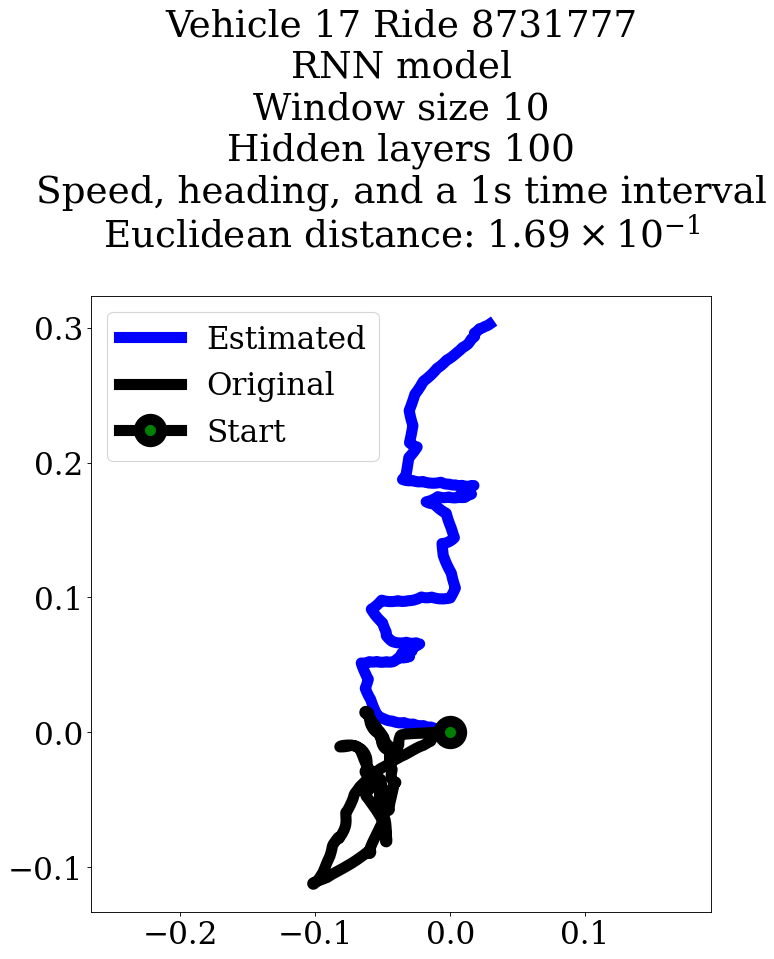 Vehicle 17 Ride 8731777
RNN model
Window size 10
Hidden layers 100
Speed, heading, and a 1s time interval
Euclidean distance: 1.69 × 10⁻¹
Estimated
Original
Start
0.3
0.2
0.1
0.0
−0.1
−0.2
−0.1
0.0
0.1